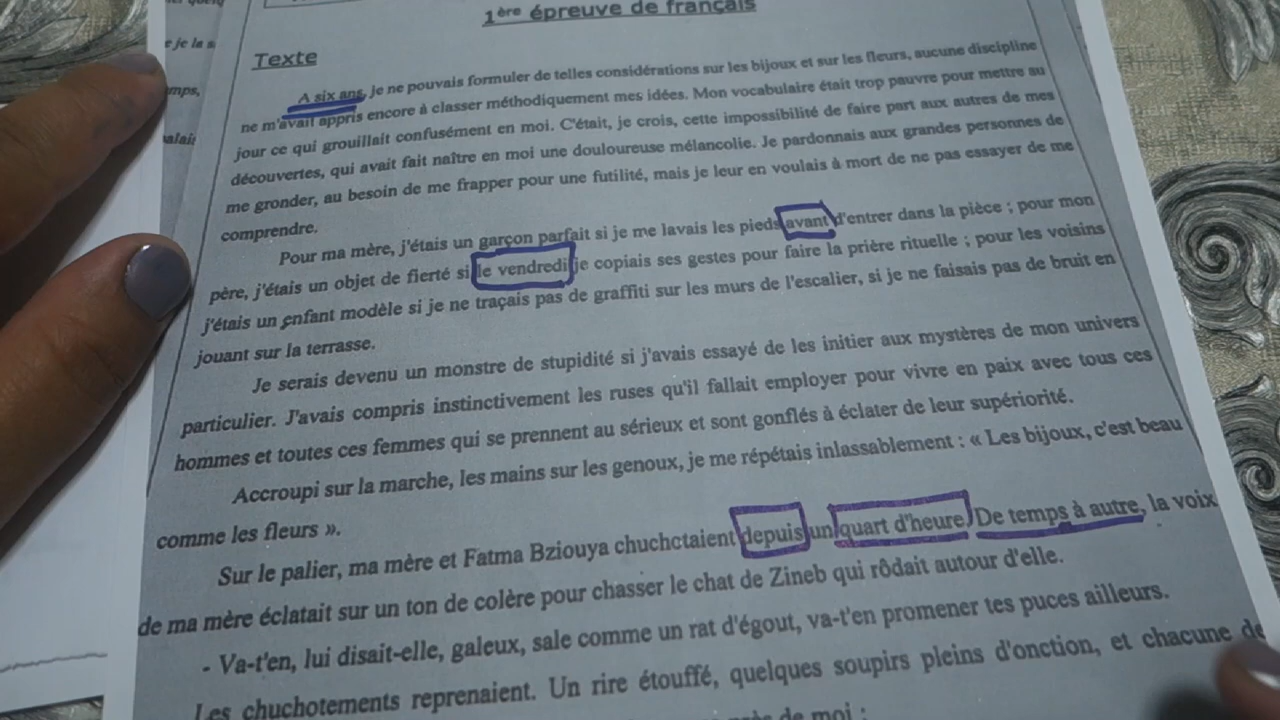 1ère épreuve de français
Texte
A six ans, je ne pouvais formuler de telles considérations sur les bijoux et sur les fleurs, aucune discipline
ne m'avait appris encore à classer méthodiquement mes idées. Mon vocabulaire était trop pauvre pour mettre au
jour ce qui grouillait confusément en moi. C'était, je crois, cette impossibilité de faire part aux autres de mes
découvertes, qui avait fait naître en moi une douloureuse mélancolie. Je pardonnais aux grandes personnes de
me gronder, au besoin de me frapper pour une futilité, mais je leur en voulais à mort de ne pas essayer de me
comprendre.
Pour ma mère, j'étais un garçon parfait si je me lavais les pieds avant d'entrer dans la pièce ; pour mon
père, j'étais un objet de fierté si le vendredi je copiais ses gestes pour faire la prière rituelle ; pour les voisins
j'étais un enfant modèle si je ne traçais pas de graffiti sur les murs de l'escalier, si je ne faisais pas de bruit en
jouant sur la terrasse.
Je serais devenu un monstre de stupidité si j'avais essayé de les initier aux mystères de mon univers
particulier. J'avais compris instinctivement les ruses qu'il fallait employer pour vivre en paix avec tous ces
hommes et toutes ces femmes qui se prennent au sérieux et sont gonflés à éclater de leur supériorité.
Accroupi sur la marche, les mains sur les genoux, je me répétais inlassablement : « Les bijoux, c'est beau
comme les fleurs ».
Sur le palier, ma mère et Fatma Bziouya chuchctaient depuis un quart d'heure. De temps à autre, la voix
de ma mère éclatait sur un ton de colère pour chasser le chat de Zineb qui rôdait autour d'elle.
- Va-t'en, lui disait-elle, galeux, sale comme un rat d'égout, va-t'en promener tes puces ailleurs.
Les chuchotements reprenaient. Un rire étouffé, quelques soupirs pleins d'onction, et chacune de
de moi :